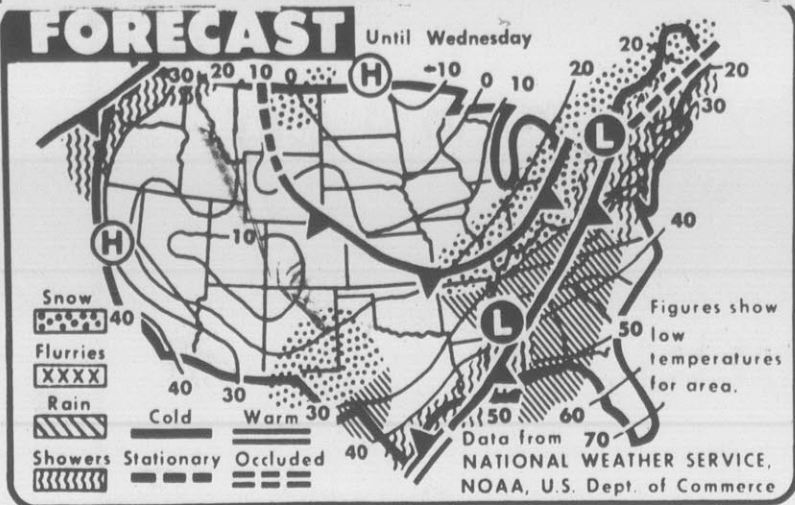 FORECAST
Until Wednesday
30 20 10 0 H -10 0 10 20 20 20 30
L
40
H
10
L
50
40
40
30
30
40
50
60
70
Figures show
low
temperatures
for area.
Snow
Flurries
XXXX
Rain
Showers
Cold
Warm
Stationary
Occluded
Data from
NATIONAL WEATHER SERVICE,
NOAA, U.S. Dept. of Commerce